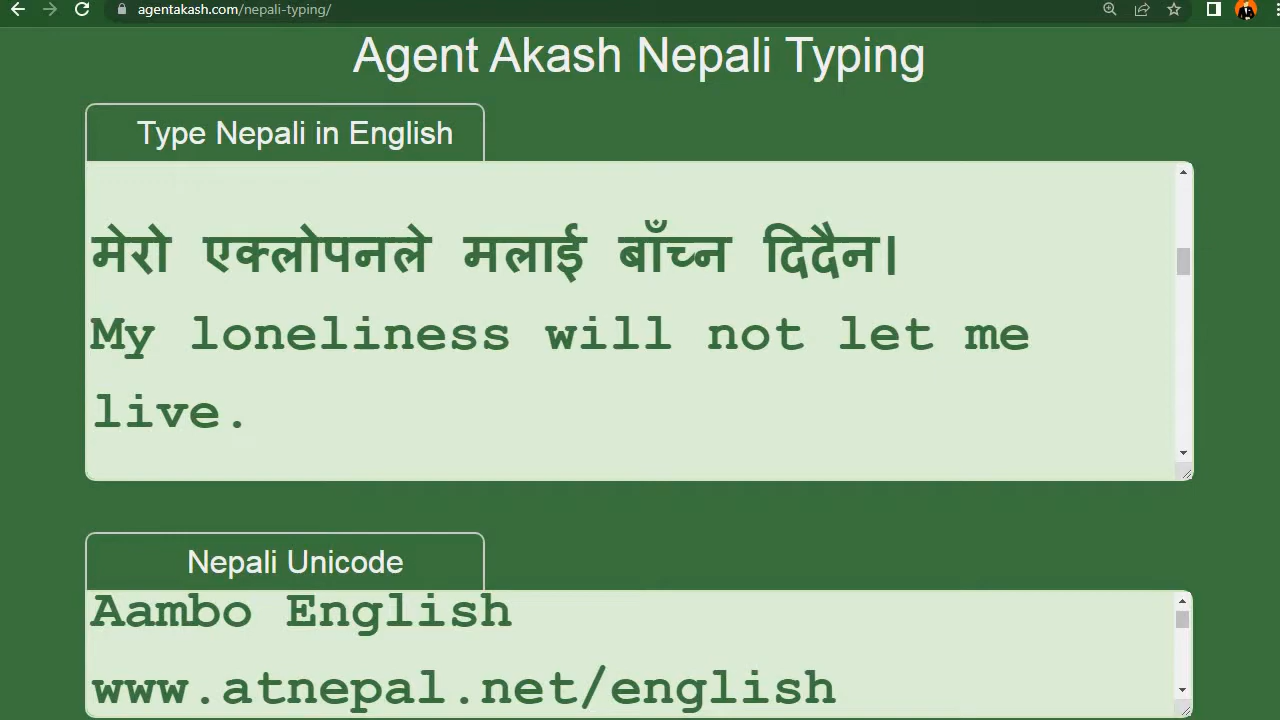 agentakash.com/nepali-typing/
Agent Akash Nepali Typing
Type Nepali in English
मेरो एक्लोपनले मलाई बाँच्न दिदैन।
My loneliness will not let me
live.
Nepali Unicode
Aambo English
www.atnepal.net/english